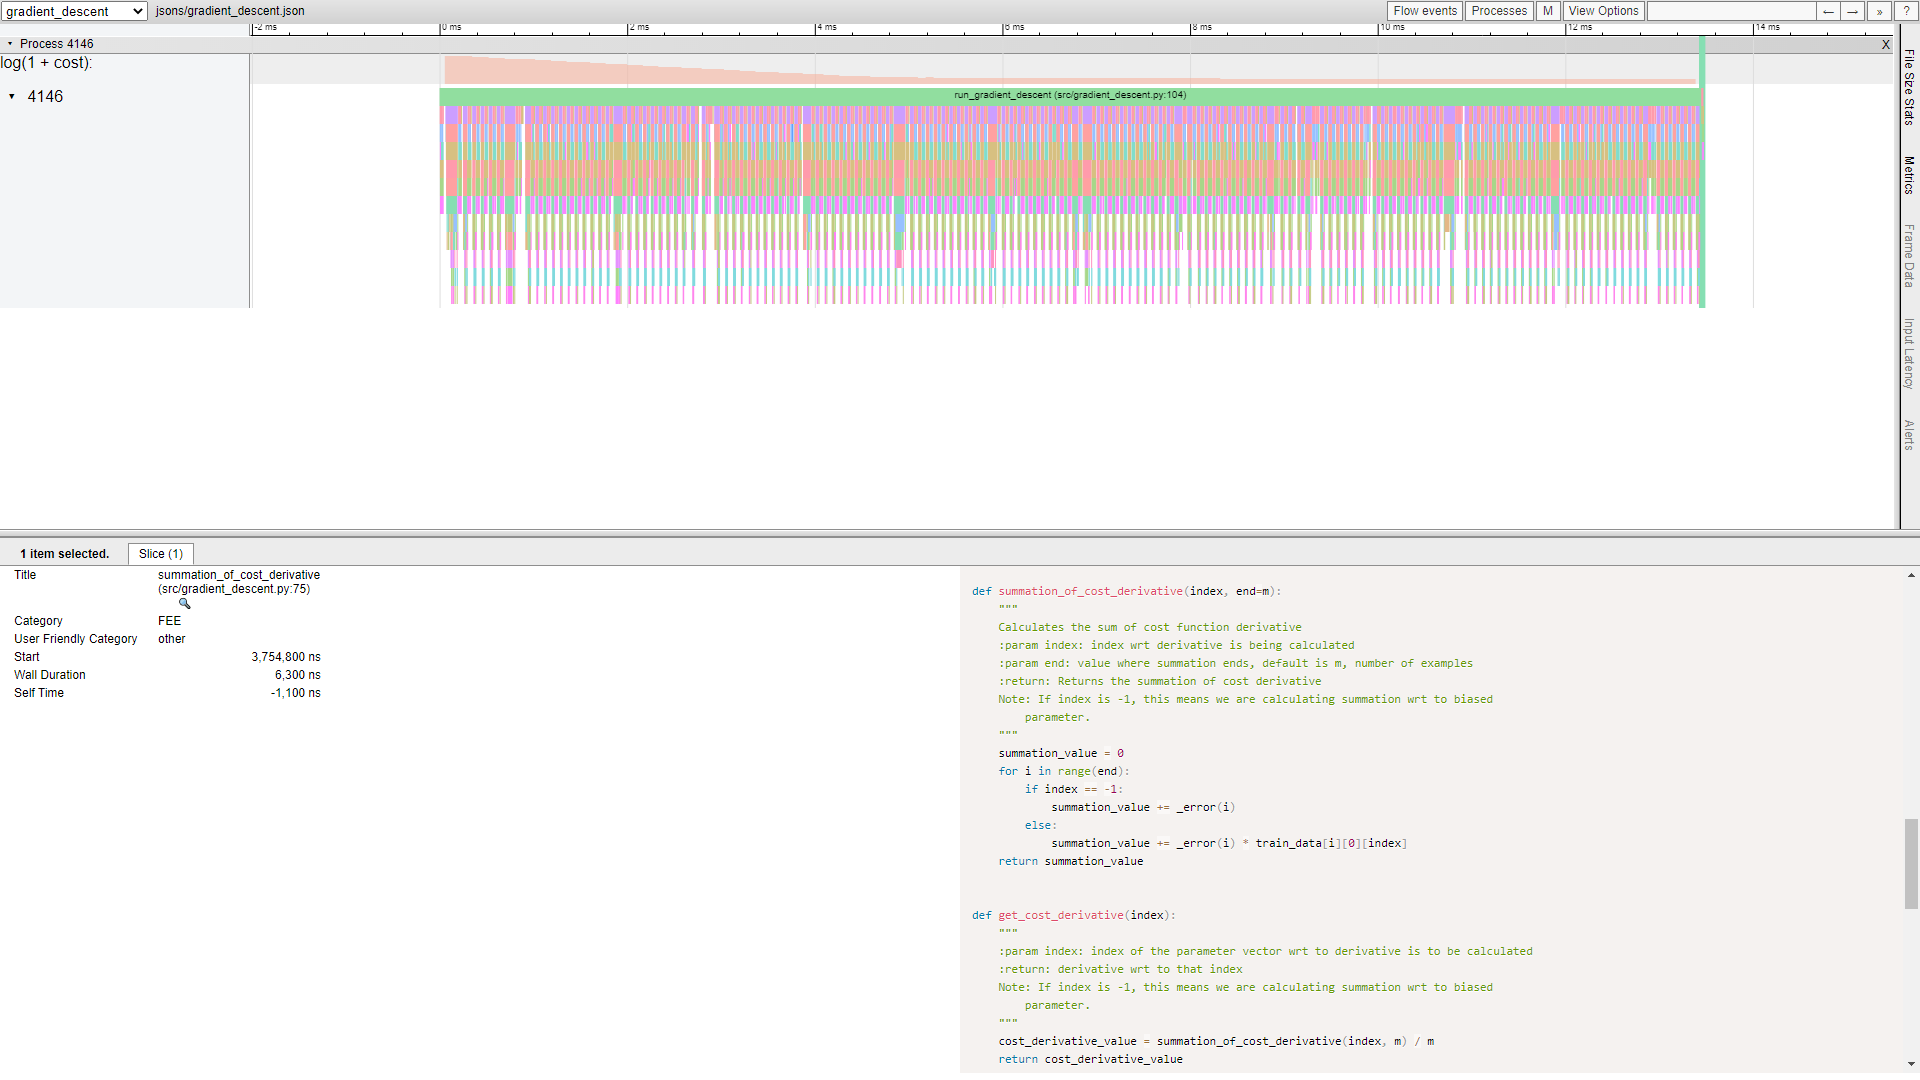 gradient_descent
jsons/gradient_descent.json
Flow events
Processes
M
View Options
←
→
»
?
-2 ms
0 ms
2 ms
4 ms
6 ms
8 ms
10 ms
12 ms
14 ms
Process 4146
X
log(1 + cost):
4146
run_gradient_descent (src/gradient_descent.py:104)
File Size Stats
Metrics
Frame Data
Input Latency
Alerts
1 item selected.
Slice (1)
Title
summation_of_cost_derivative
(src/gradient_descent.py:75)
Category FEE
User Friendly Category other
Start 3,754,800 ns
Wall Duration 6,300 ns
Self Time -1,100 ns
def summation_of_cost_derivative(index, end=m):
    """
    Calculates the sum of cost function derivative
    :param index: index wrt derivative is being calculated
    :param end: value where summation ends, default is m, number of examples
    :return: Returns the summation of cost derivative
    Note: If index is -1, this means we are calculating summation wrt to biased
        parameter.
    """
    summation_value = 0
    for i in range(end):
        if index == -1:
            summation_value += _error(i)
        else:
            summation_value += _error(i) * train_data[i][0][index]
    return summation_value
def get_cost_derivative(index):
    """
    :param index: index of the parameter vector wrt to derivative is to be calculated
    :return: derivative wrt to that index
    Note: If index is -1, this means we are calculating summation wrt to biased
        parameter.
    """
    cost_derivative_value = summation_of_cost_derivative(index, m) / m
    return cost_derivative_value